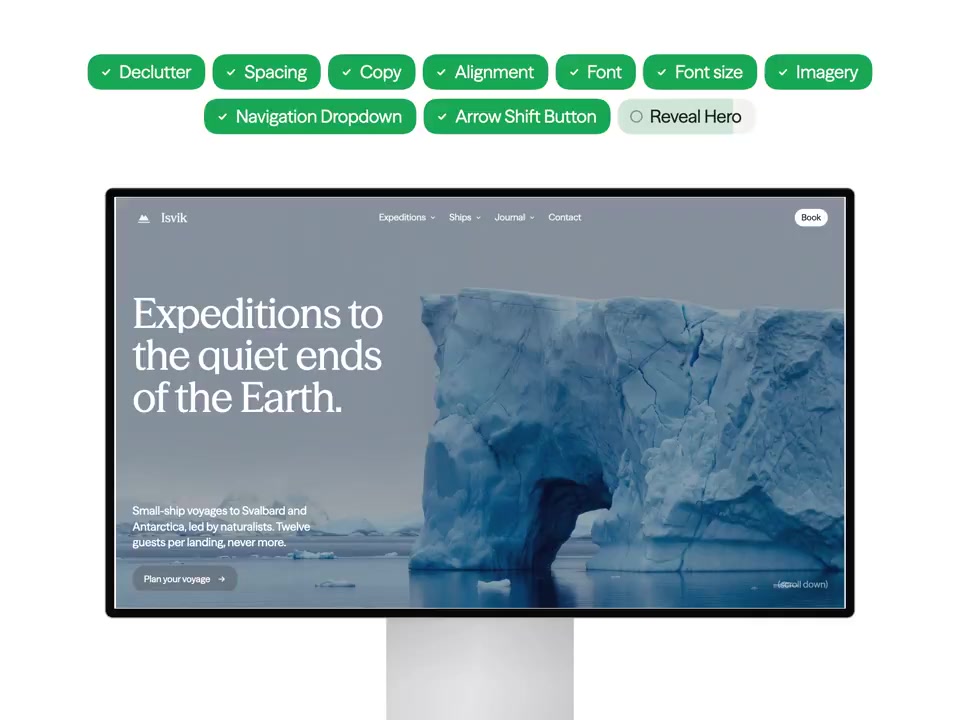 Declutter
Spacing
Copy
Alignment
Font
Font size
Imagery
Navigation Dropdown
Arrow Shift Button
Reveal Hero
Isvik
Expeditions
Ships
Journal
Contact
Book
Expeditions to
the quiet ends
of the Earth.
Small-ship voyages to Svalbard and
Antarctica, led by naturalists. Twelve
guests per landing, never more.
Plan your voyage →
(scroll down)